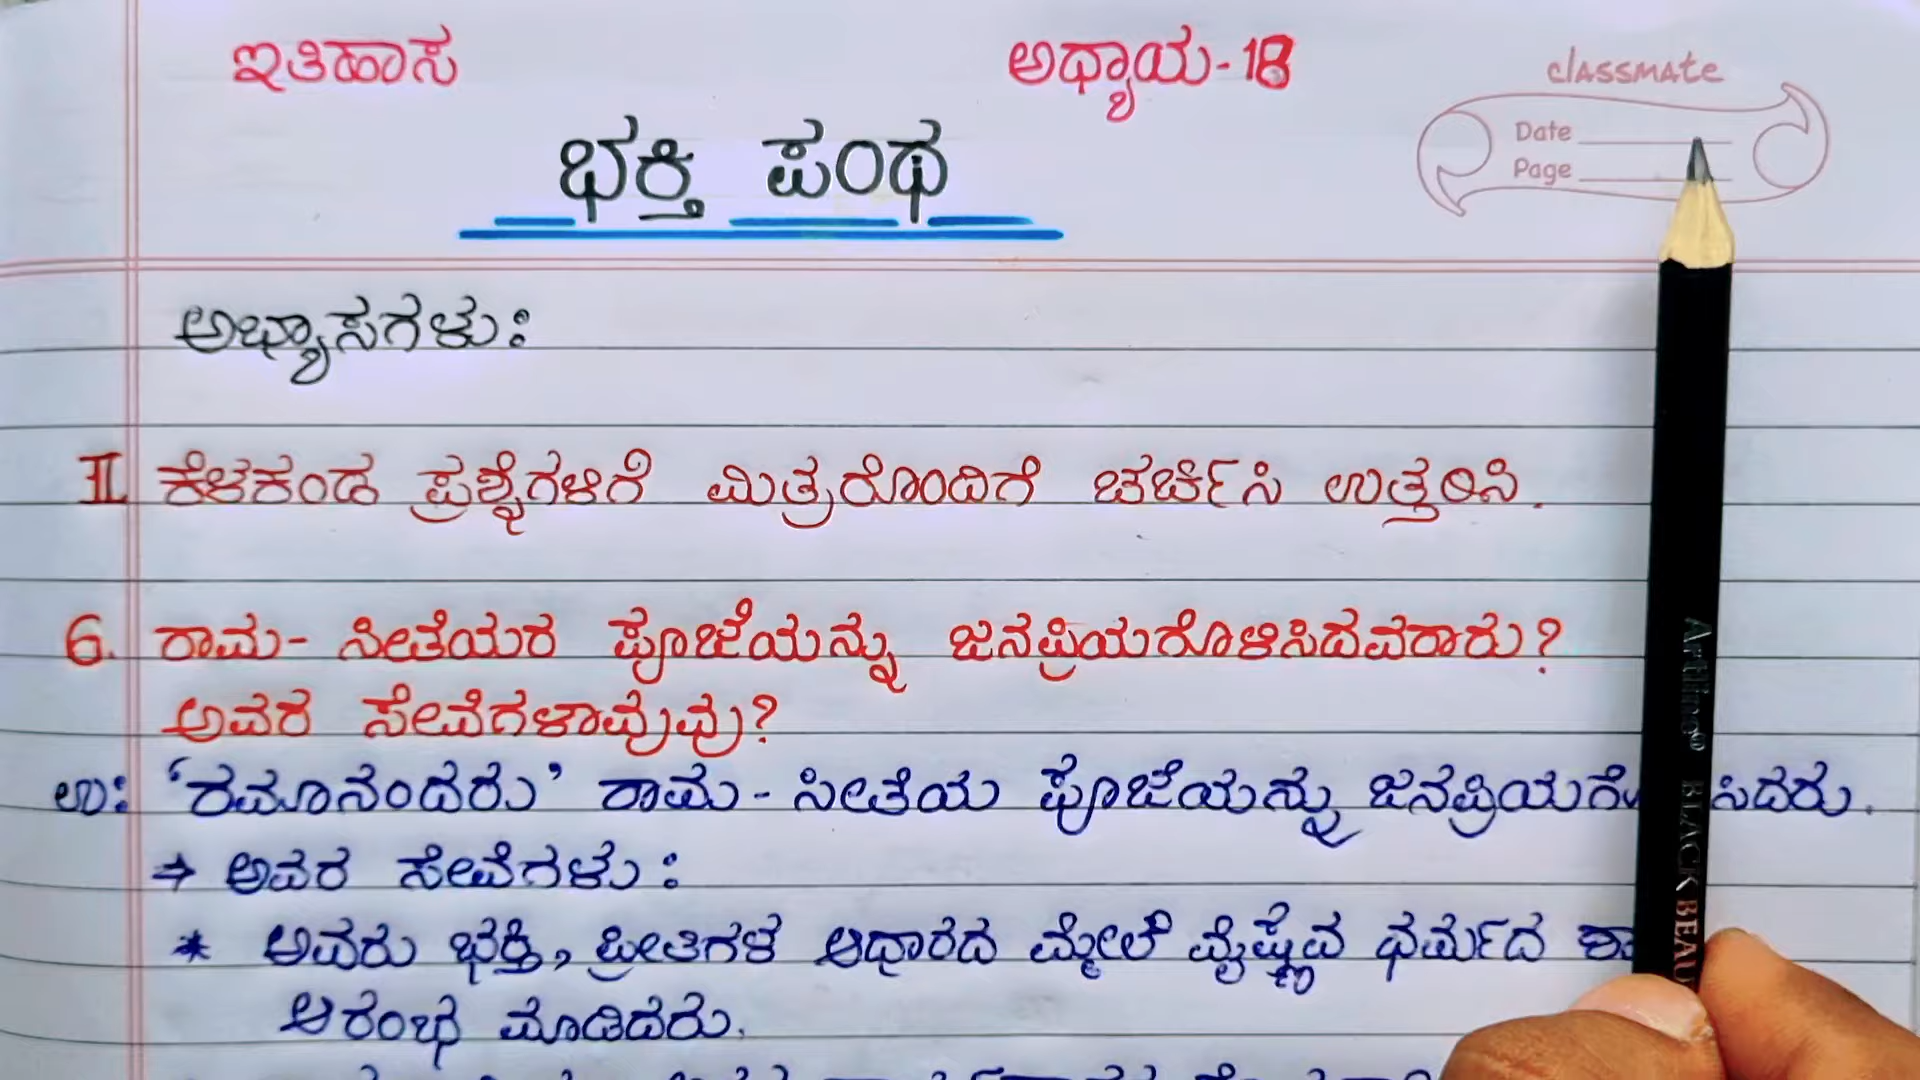 ಇತಿಹಾಸ ಅಧ್ಯಾಯ-18
classmate
Date
Page
ಭಕ್ತಿ ಪಂಥ
ಅಭ್ಯಾಸಗಳು:
II ಕೆಳಕಂಡ ಪ್ರಶ್ನೆಗಳಿಗೆ ಮಿತ್ರರೊಂದಿಗೆ ಚರ್ಚಿಸಿ ಉತ್ತರಿಸಿ.
6. ರಾಮ- ಸೀತೆಯರ ಪೂಜೆಯನ್ನು ಜನಪ್ರಿಯಗೊಳಿಸಿದವರಾರು?
ಅವರ ಸೇವೆಗಳಾವುವು?
ಉ: 'ರಮಾನಂದರು' ರಾಮ - ಸೀತೆಯ ಪೂಜೆಯನ್ನು ಸಿದರು.
→ ಅವರ ಸೇವೆಗಳು:
* ಅವರು ಭಕ್ತಿ, ಪ್ರೀತಿಗಳ ಆಧಾರದ ಮೇಲೆ ವೈಷ್ಣವ ಧರ್ಮದ
ಆರಂಭ ಮಾಡಿದರು.
Artline BLACK BEAU